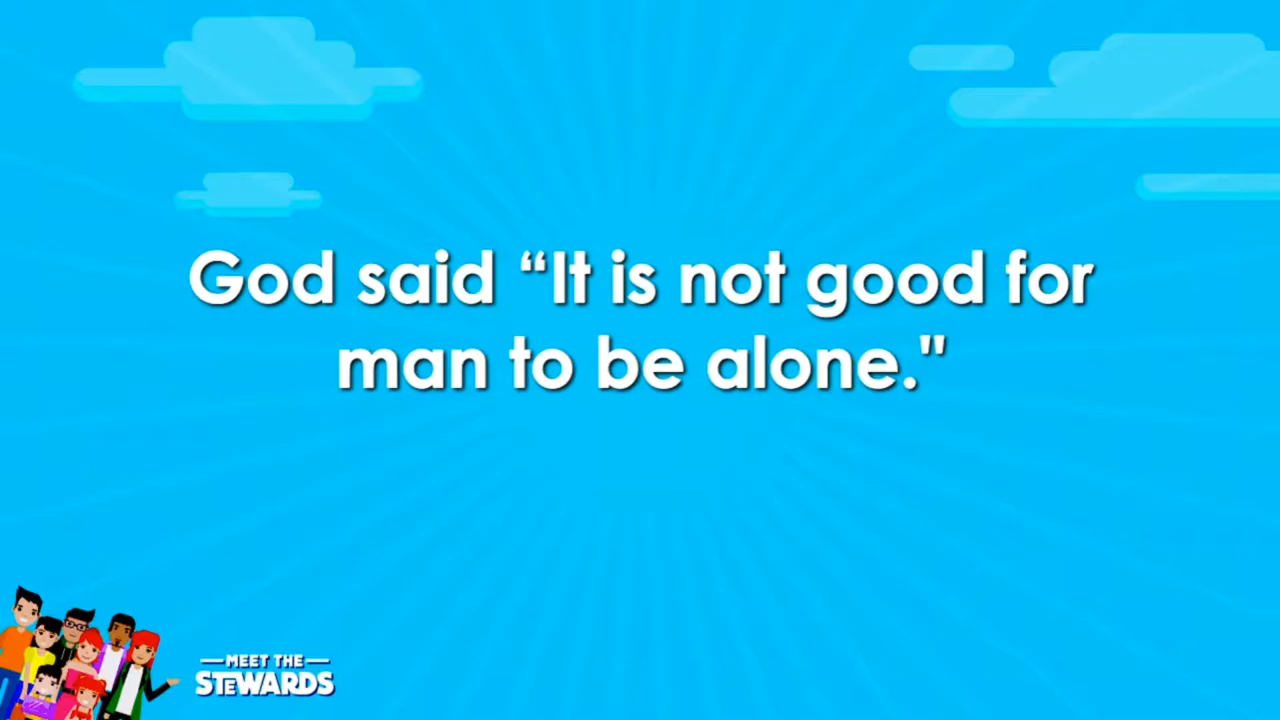 God said “It is not good for
man to be alone."
MEET THE
STEWARDS